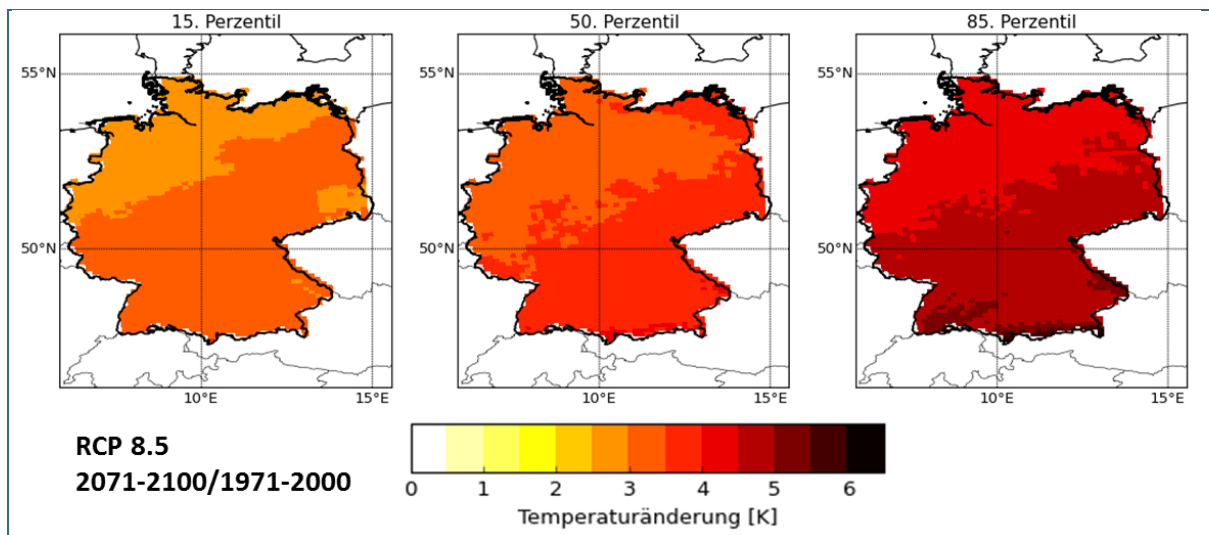 15. Perzentil
50. Perzentil
85. Perzentil
55°N
50°N
10°E 15°E
55°N
50°N
10°E 15°E
55°N
50°N
10°E 15°E
RCP 8.5
2071-2100/1971-2000
0 1 2 3 4 5 6
Temperaturänderung [K]